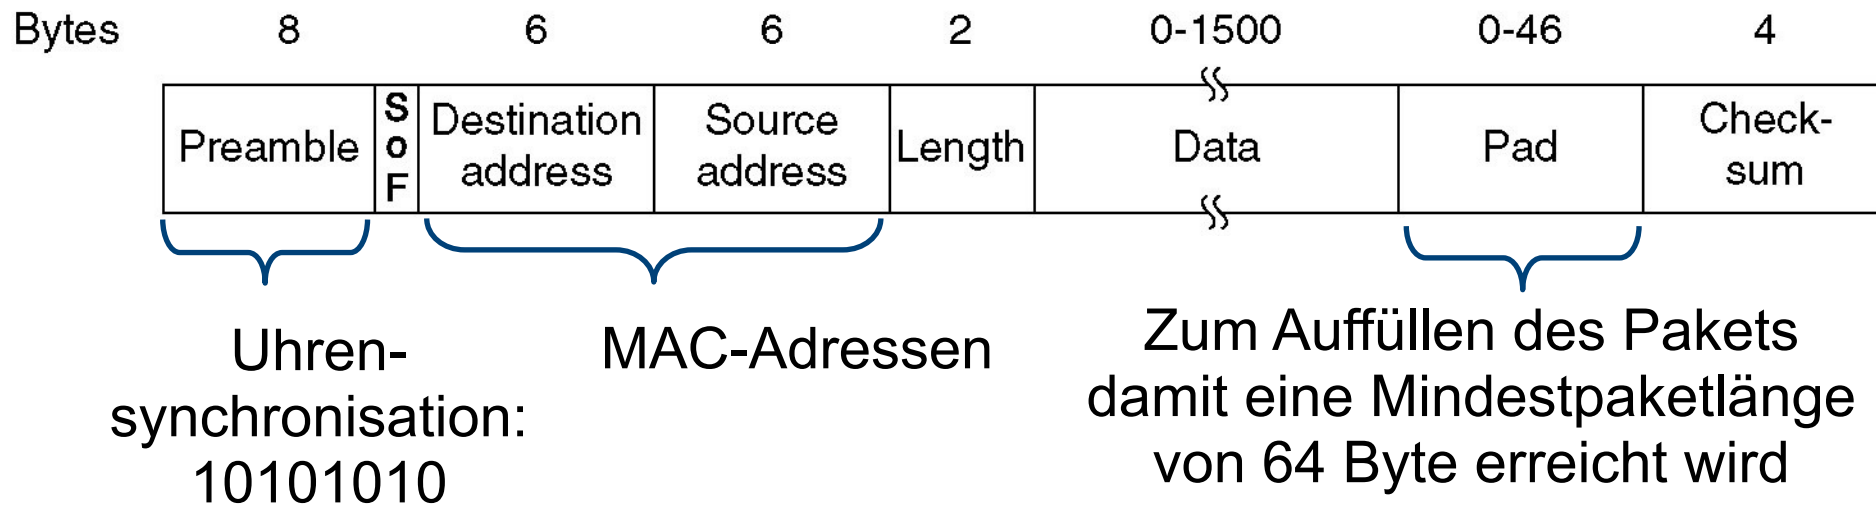 Bytes 8 6 6 2 0-1500 0-46 4
Preamble SoF Destination address Source address Length Data Pad Check-sum
Uhren-
synchronisation:
10101010
MAC-Adressen
Zum Auffüllen des Pakets
damit eine Mindestpaketlänge
von 64 Byte erreicht wird